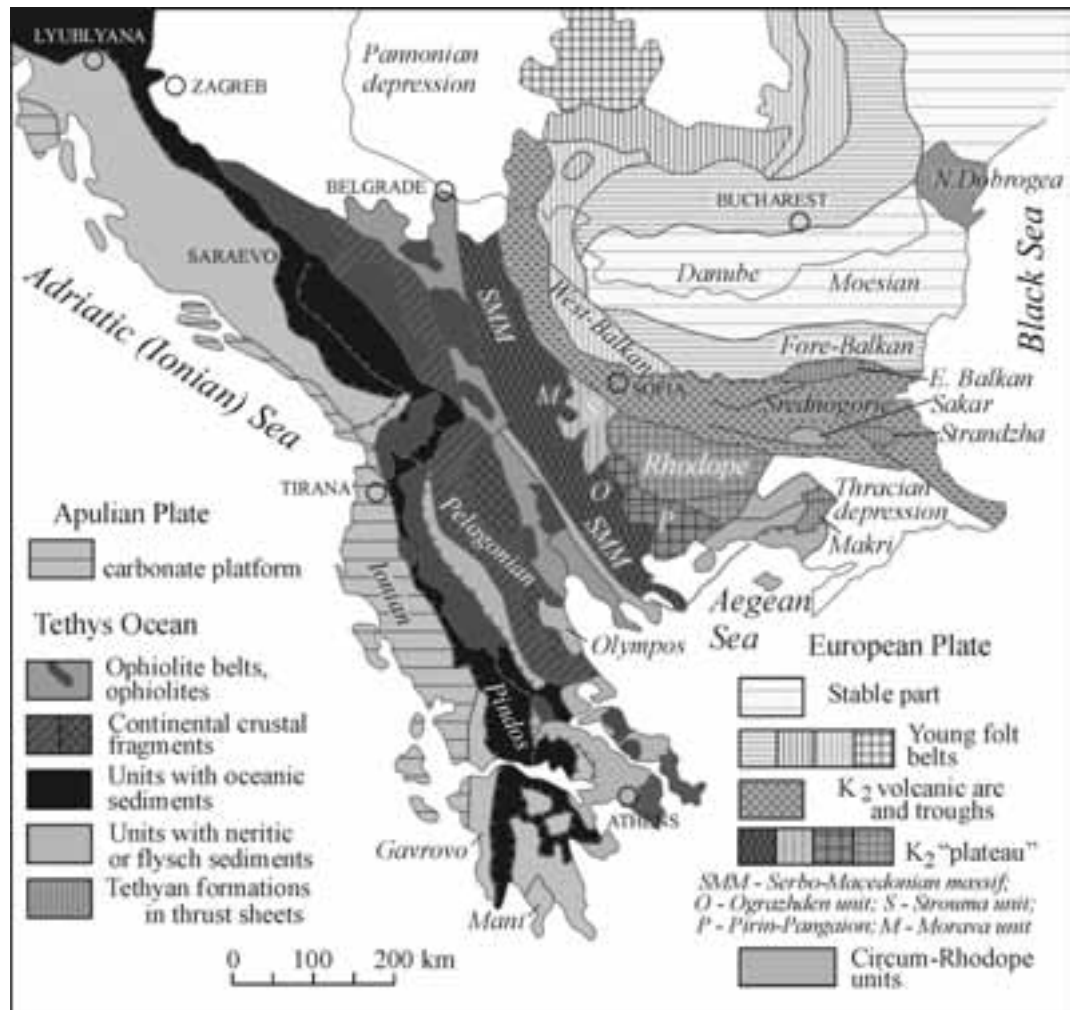 LYUBLYANA
ZAGREB
Pannonian
depression
BELGRADE
BUCHAREST
N.Dobrogea
SARAEVO
Adriatic (Ionian) Sea
Black Sea
Danube
Moesian
SMM
West-Balkan
Fore-Balkan
SOFIA
E. Balkan
Srednogorie
Sakar
Strandzha
M
S
Rhodope
O
P
SMM
Thracian
depression
Makri
TIRANA
Pelagonian
Ionian
Aegean
Sea
Olympos
Pindos
ATHENS
Gavrovo
Mani
Apulian Plate
carbonate platform
Tethys Ocean
Ophiolite belts,
ophiolites
Continental crustal
fragments
Units with oceanic
sediments
Units with neritic
or flysch sediments
Tethyan formations
in thrust sheets
0 100 200 km
European Plate
Stable part
Young folt
belts
K2 volcanic arc
and troughs
K2 "plateau"
SMM - Serbo-Macedonian massif;
O - Ograzhden unit; S - Strouma unit;
P - Pirin-Pangaion; M - Morava unit
Circum-Rhodope
units